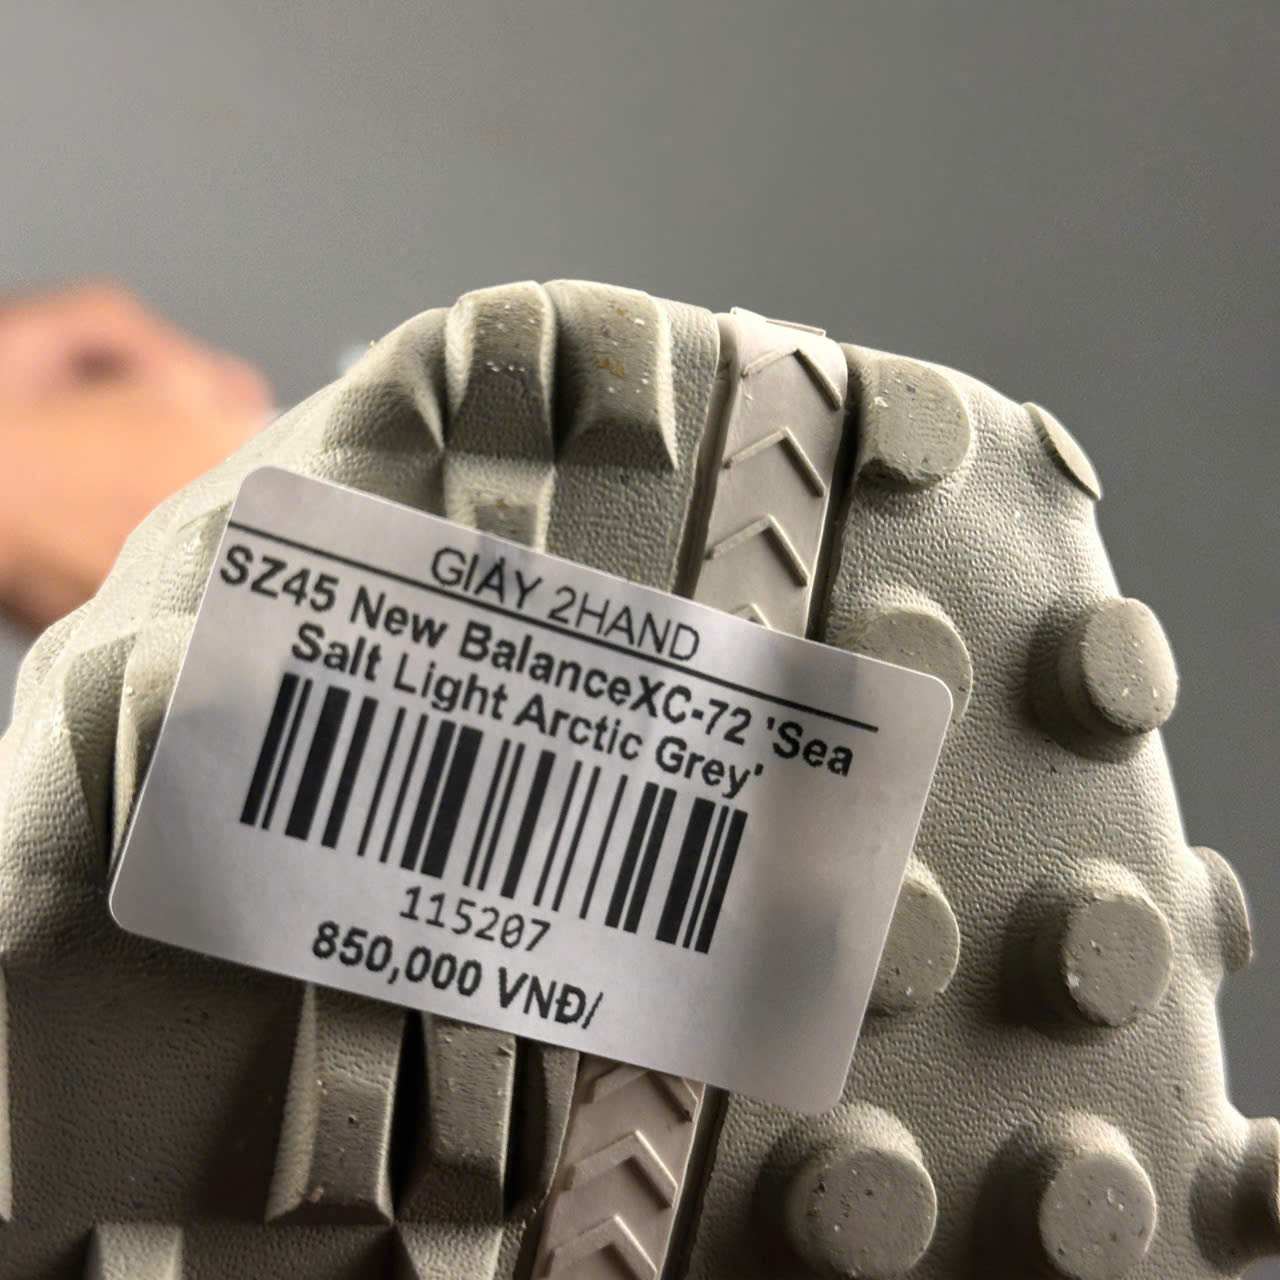 GIÀY 2HAND
SZ45 New BalanceXC-72 'Sea
Salt Light Arctic Grey'
115207
850,000 VNĐ/